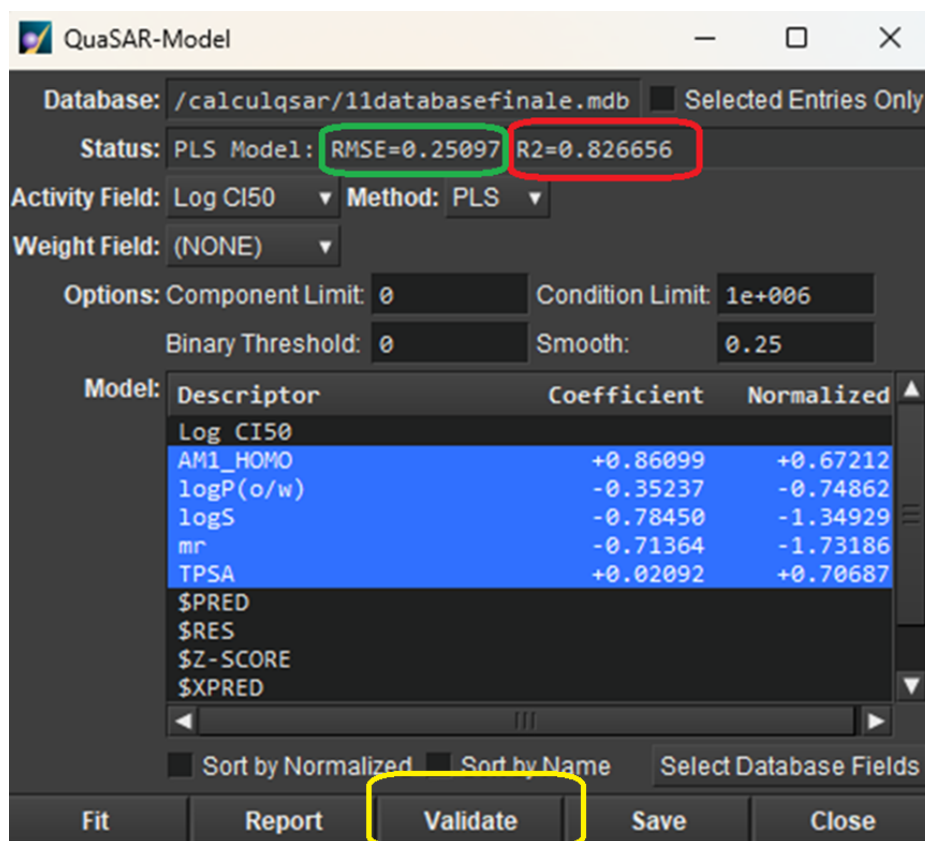 QuaSAR-Model
Database: /calculqsar/11databasefinale.mdb Selected Entries Only
Status: PLS Model: RMSE=0.25097 R2=0.826656
Activity Field: Log CI50 Method: PLS
Weight Field: (NONE)
Options: Component Limit: 0 Condition Limit: 1e+006
Binary Threshold: 0 Smooth: 0.25
Model: Descriptor Coefficient Normalized
Log CI50
AM1_HOMO +0.86099 +0.67212
logP(o/w) -0.35237 -0.74862
logS -0.78450 -1.34929
mr -0.71364 -1.73186
TPSA +0.02092 +0.70687
$PRED
$RES
$Z-SCORE
$XPRED
Sort by Normalized Sort by Name Select Database Fields
Fit Report Validate Save Close